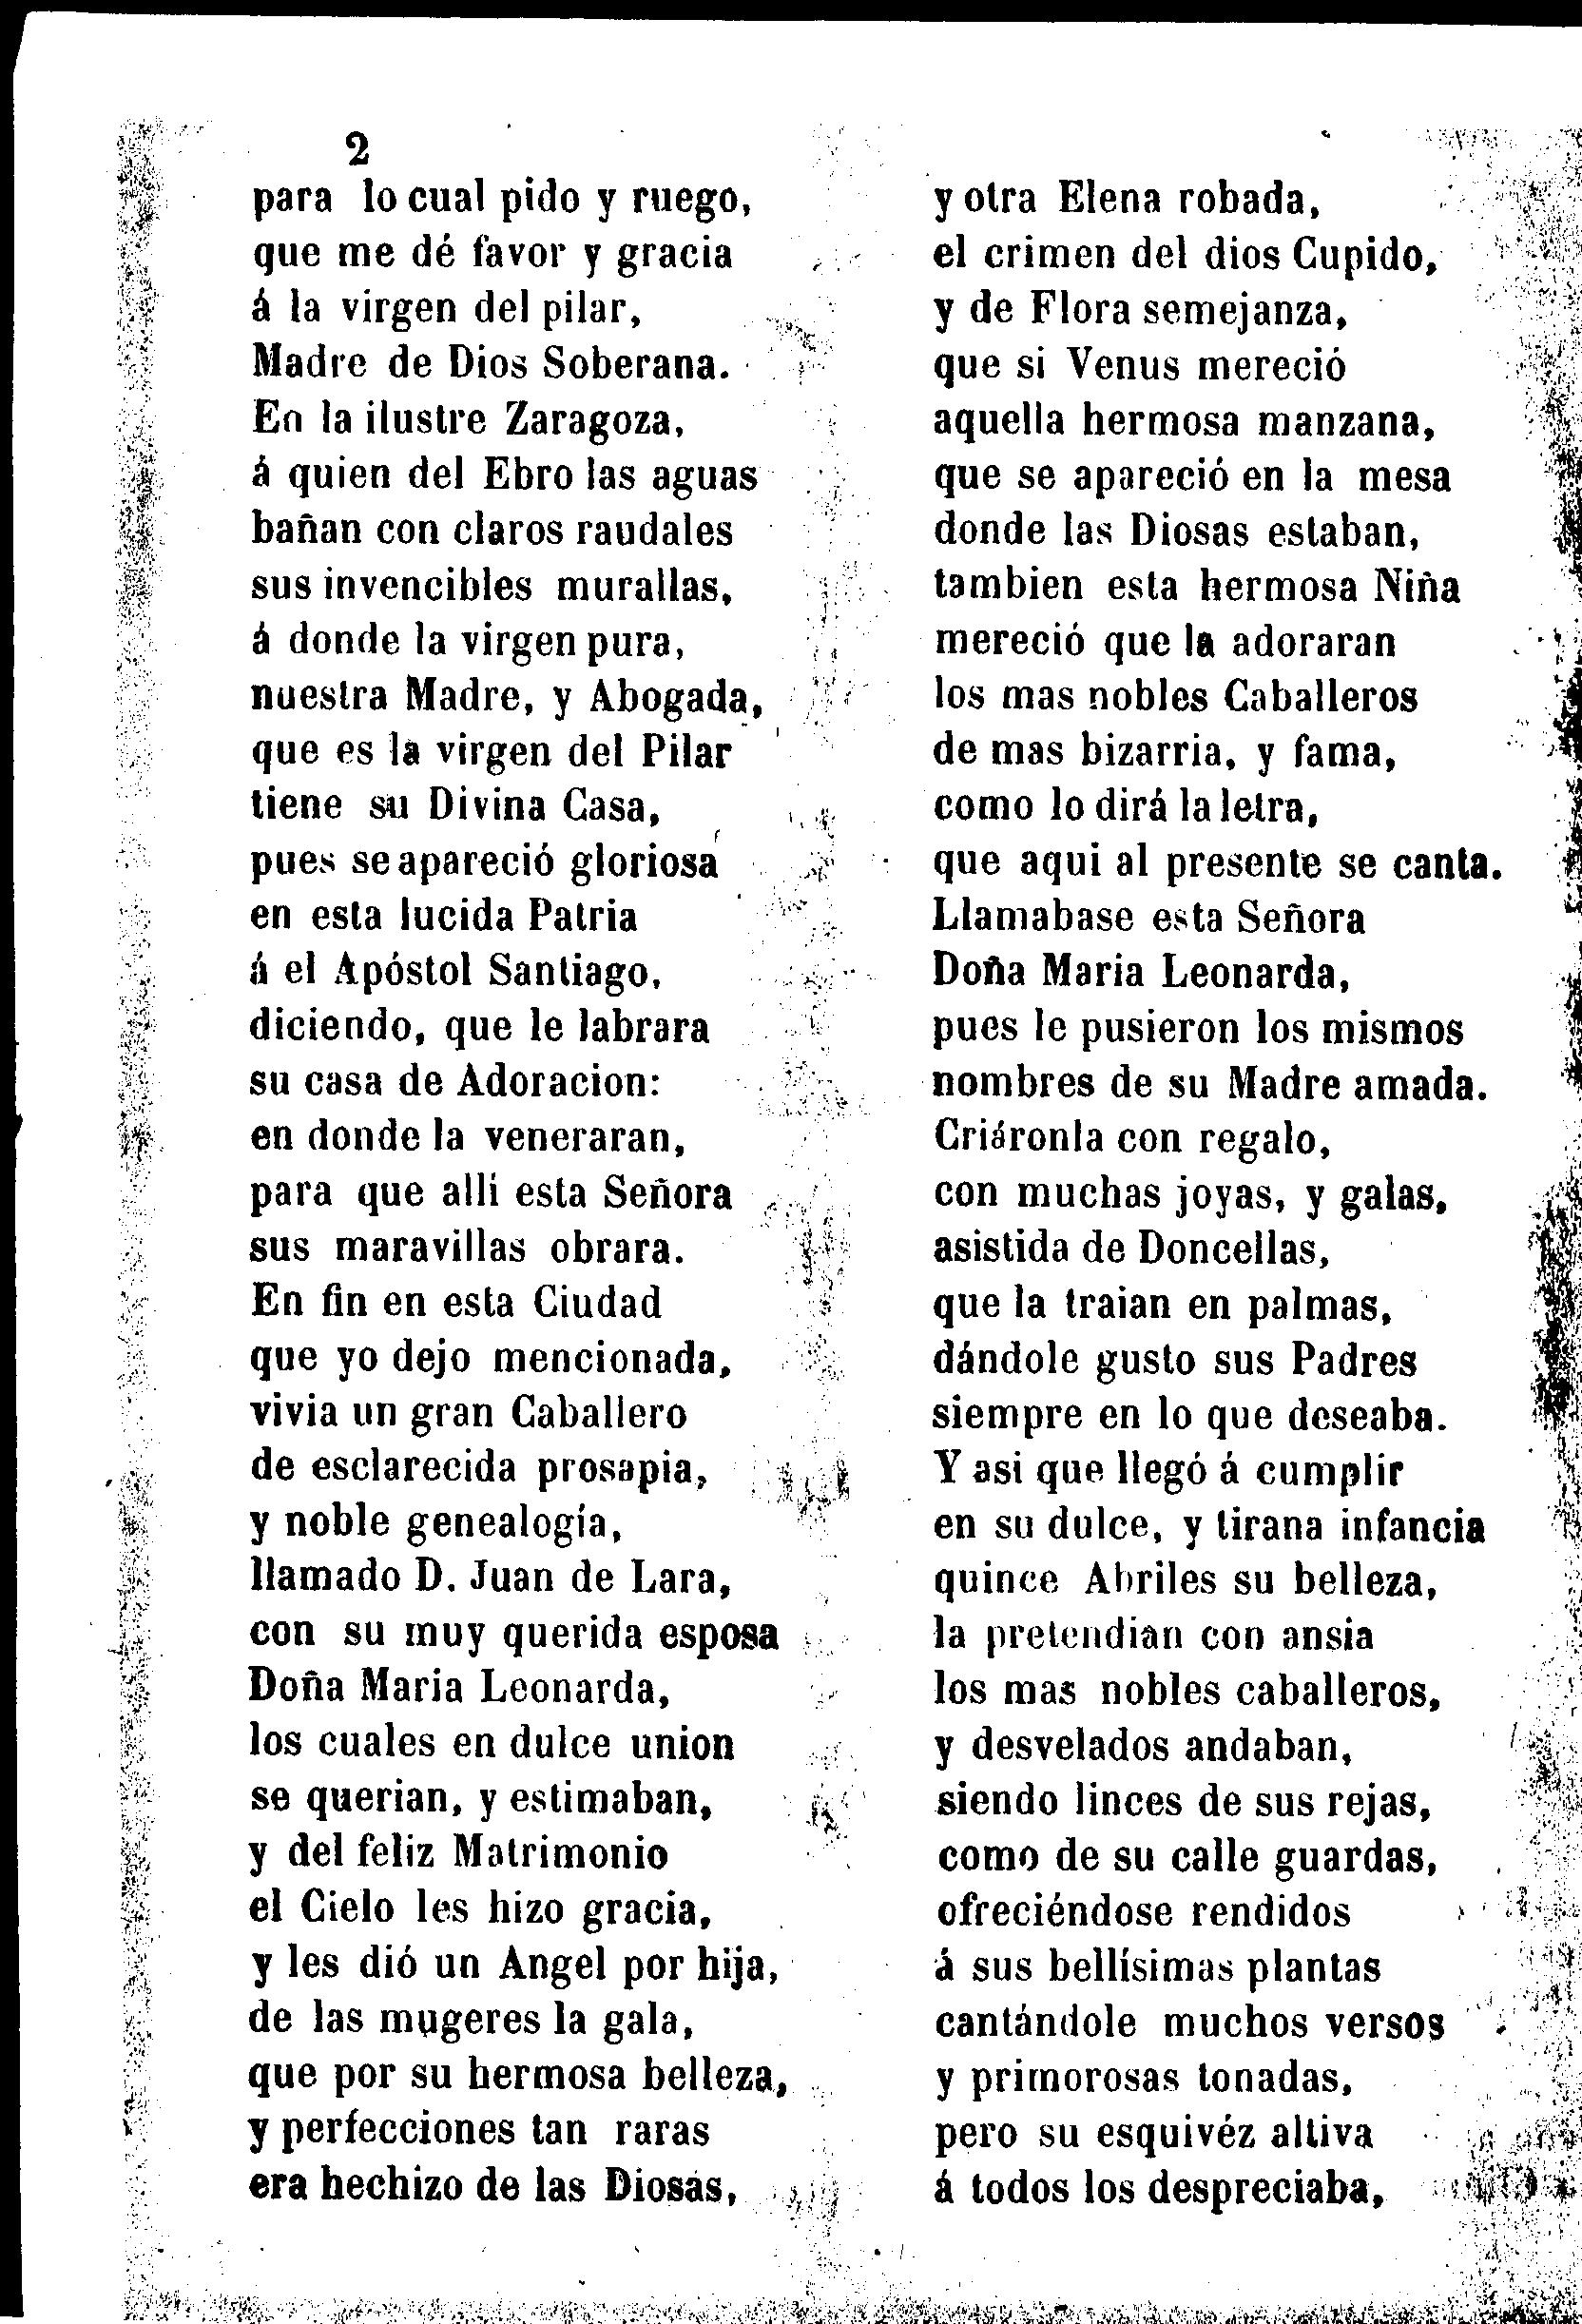 2
para lo cual pido y ruego,
que me dé favor y gracia
á la virgen del pilar,
Madre de Dios Soberana.
En la ilustre Zaragoza,
á quien del Ebro las aguas
bañan con claros raudales
sus invencibles murallas,
á donde la virgen pura,
nuestra Madre, y Abogada,
que es la virgen del Pilar
tiene su Divina Casa,
pues se apareció gloriosa
en esta lucida Patria
á el Apóstol Santiago,
diciendo, que le labrara
su casa de Adoracion:
en donde la veneraran,
para que allí esta Señora
sus maravillas obrara.
En fin en esta Ciudad
que yo dejo mencionada,
vivia un gran Caballero
de esclarecida prosapia,
y noble genealogía,
llamado D. Juan de Lara,
con su muy querida esposa
Doña Maria Leonarda,
los cuales en dulce union
se querian, y estimaban,
y del feliz Matrimonio
el Cielo les hizo gracia,
y les dió un Angel por hija,
de las mugeres la gala,
que por su hermosa belleza,
y perfecciones tan raras
era hechizo de las Diosas,
y otra Elena robada,
el crimen del dios Cupido,
y de Flora semejanza,
que si Venus mereció
aquella hermosa manzana,
que se apareció en la mesa
donde las Diosas estaban,
tambien esta hermosa Niña
mereció que la adoraran
los mas nobles Caballeros
de mas bizarria, y fama,
como lo dirá la letra,
que aqui al presente se canta.
Llamabase esta Señora
Doña Maria Leonarda,
pues le pusieron los mismos
nombres de su Madre amada.
Criáronla con regalo,
con muchas joyas, y galas,
asistida de Doncellas,
que la traian en palmas,
dándole gusto sus Padres
siempre en lo que deseaba.
Y asi que llegó á cumplir
en su dulce, y tirana infancia
quince Abriles su belleza,
la pretendian con ansia
los mas nobles caballeros,
y desvelados andaban,
siendo linces de sus rejas,
como de su calle guardas,
ofreciéndose rendidos
á sus bellísimas plantas
cantándole muchos versos
y primorosas tonadas,
pero su esquivéz altiva
á todos los despreciaba,